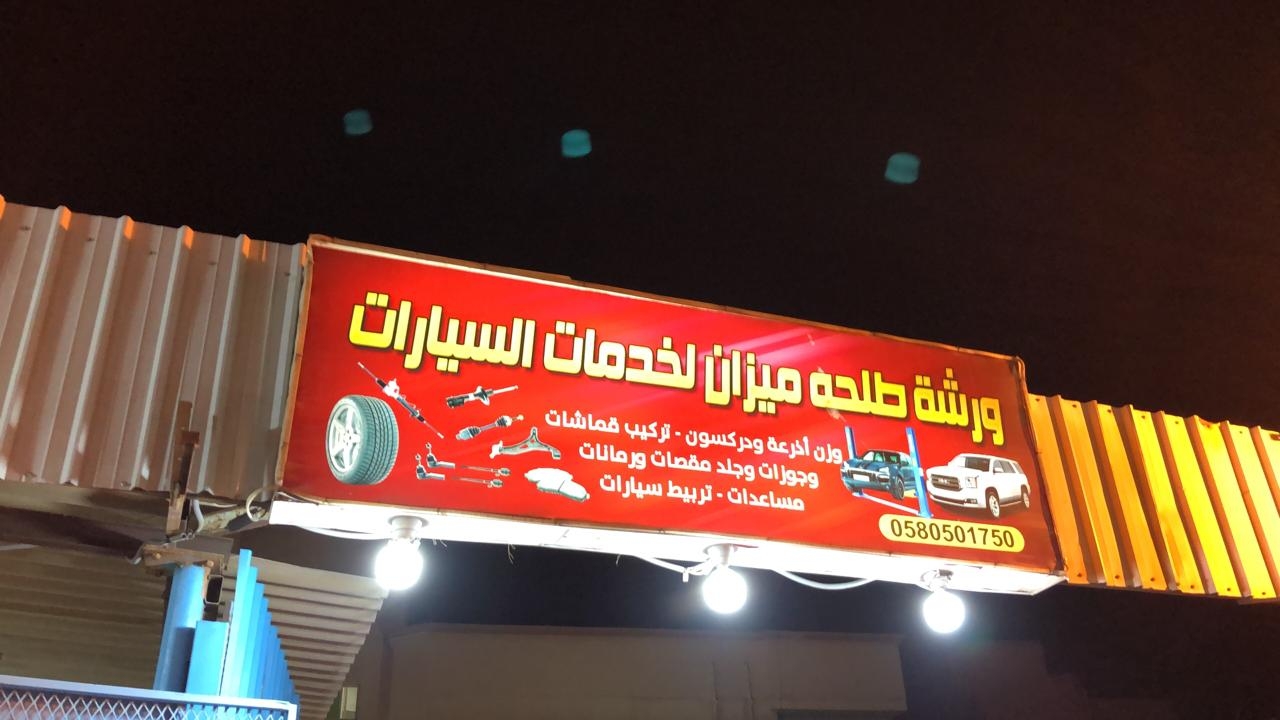 ورشة طلحه ميزان لخدمات السيارات
وزن أذرعة ودركسون - تركيب قماشات
وجوزات وجلد مقصات ورمانات
مساعدات - تربيط سيارات
0580501750